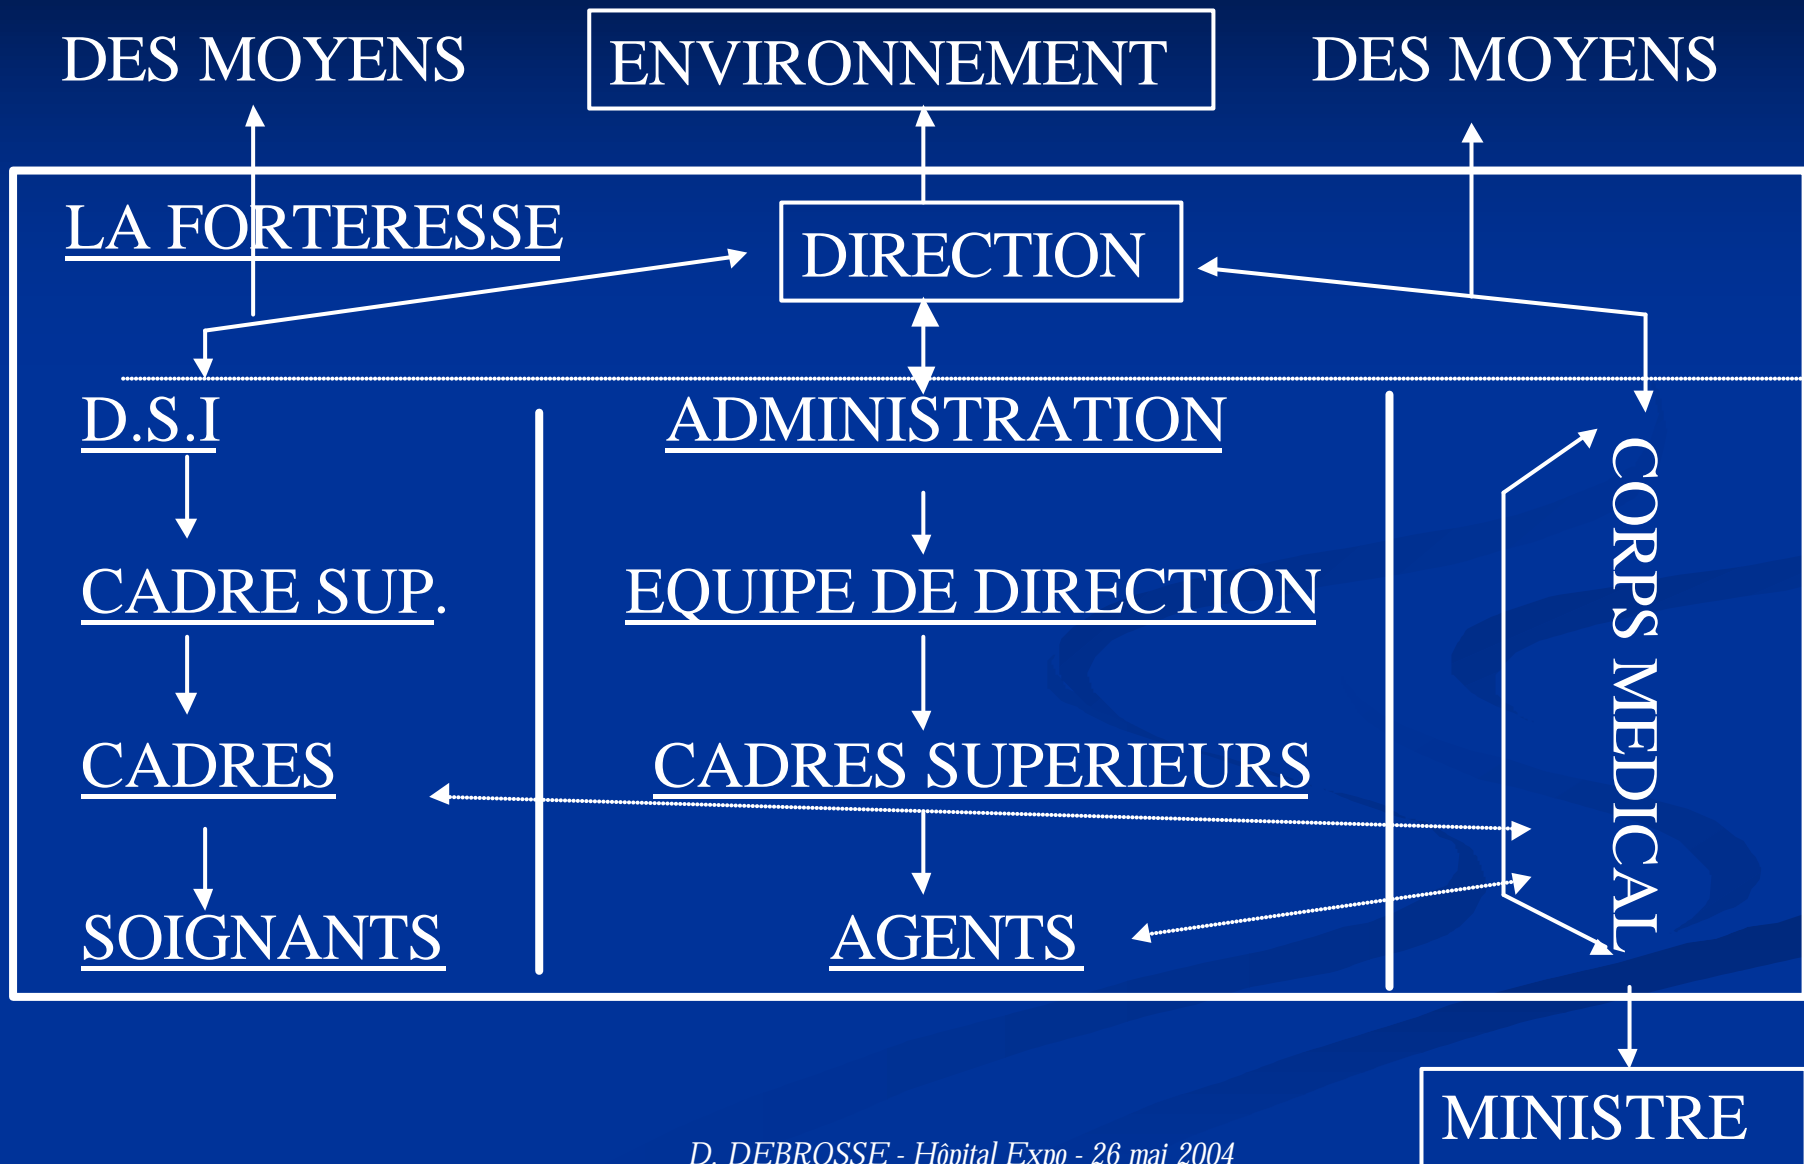 DES MOYENS
ENVIRONNEMENT
DES MOYENS
LA FORTERESSE
DIRECTION
D.S.I
ADMINISTRATION
CORPS MEDICAL
CADRE SUP.
EQUIPE DE DIRECTION
CADRES
CADRES SUPERIEURS
SOIGNANTS
AGENTS
MINISTRE
D. DEBROSSE - Hôpital Expo - 26 mai 2004